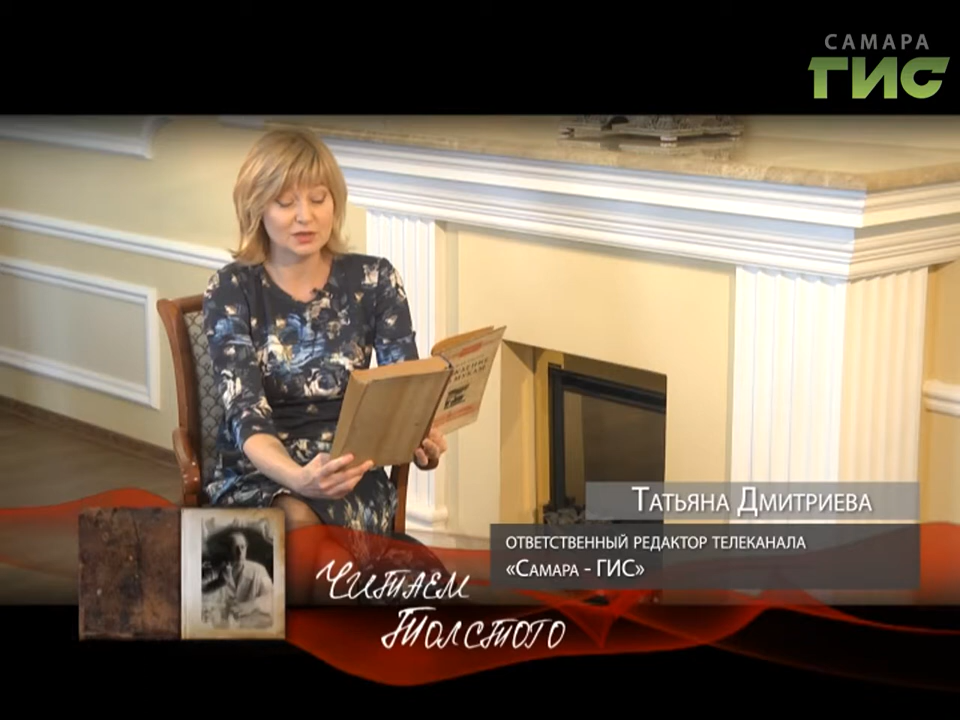 САМАРА
ГИС
ТАТЬЯНА ДМИТРИЕВА
ОТВЕТСТВЕННЫЙ РЕДАКТОР ТЕЛЕКАНАЛА
«САМАРА - ГИС»
Читаем
Толстого